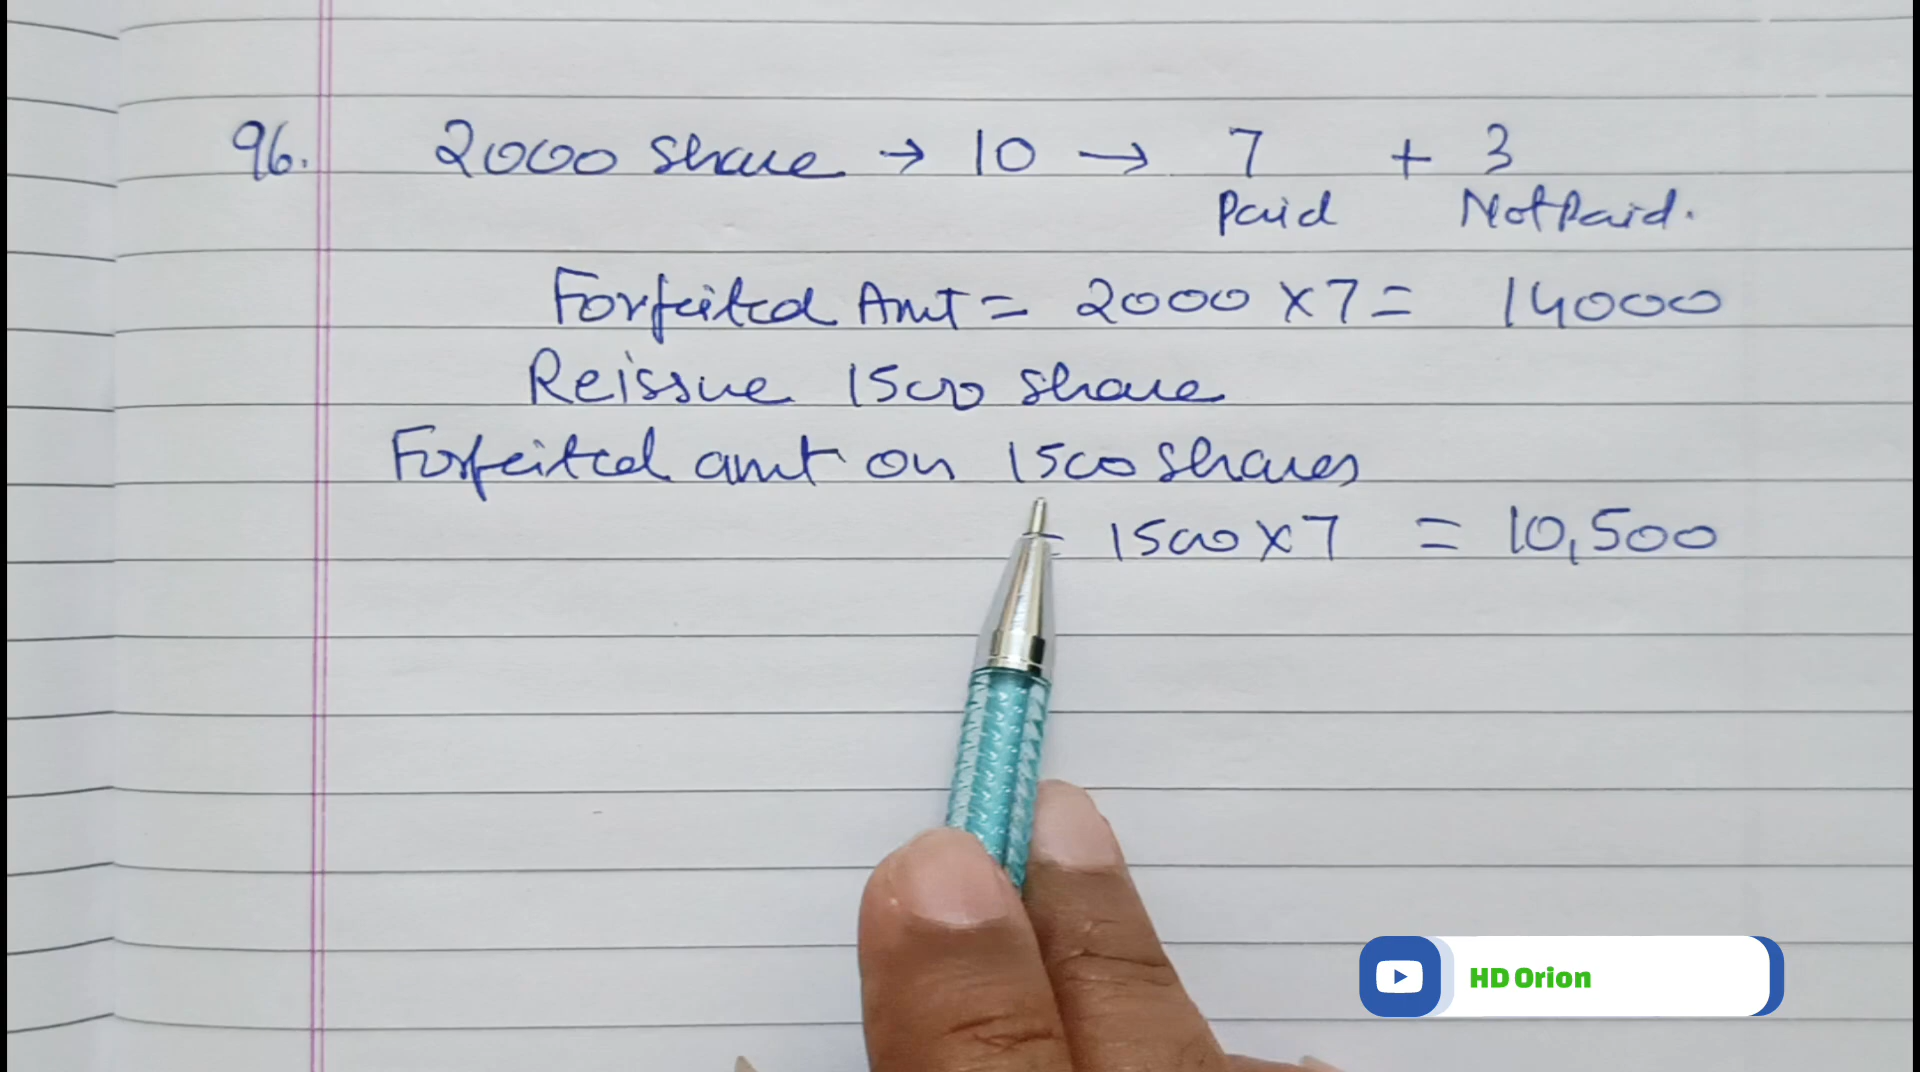 96. 2000 share → 10 → 7 + 3
Paid Not Paid.
Forfeited Amt = 2000 x 7 = 14000
Reissue 1500 share
Forfeited amt on 1500 shares
= 1500 x 7 = 10,500
HD Orion